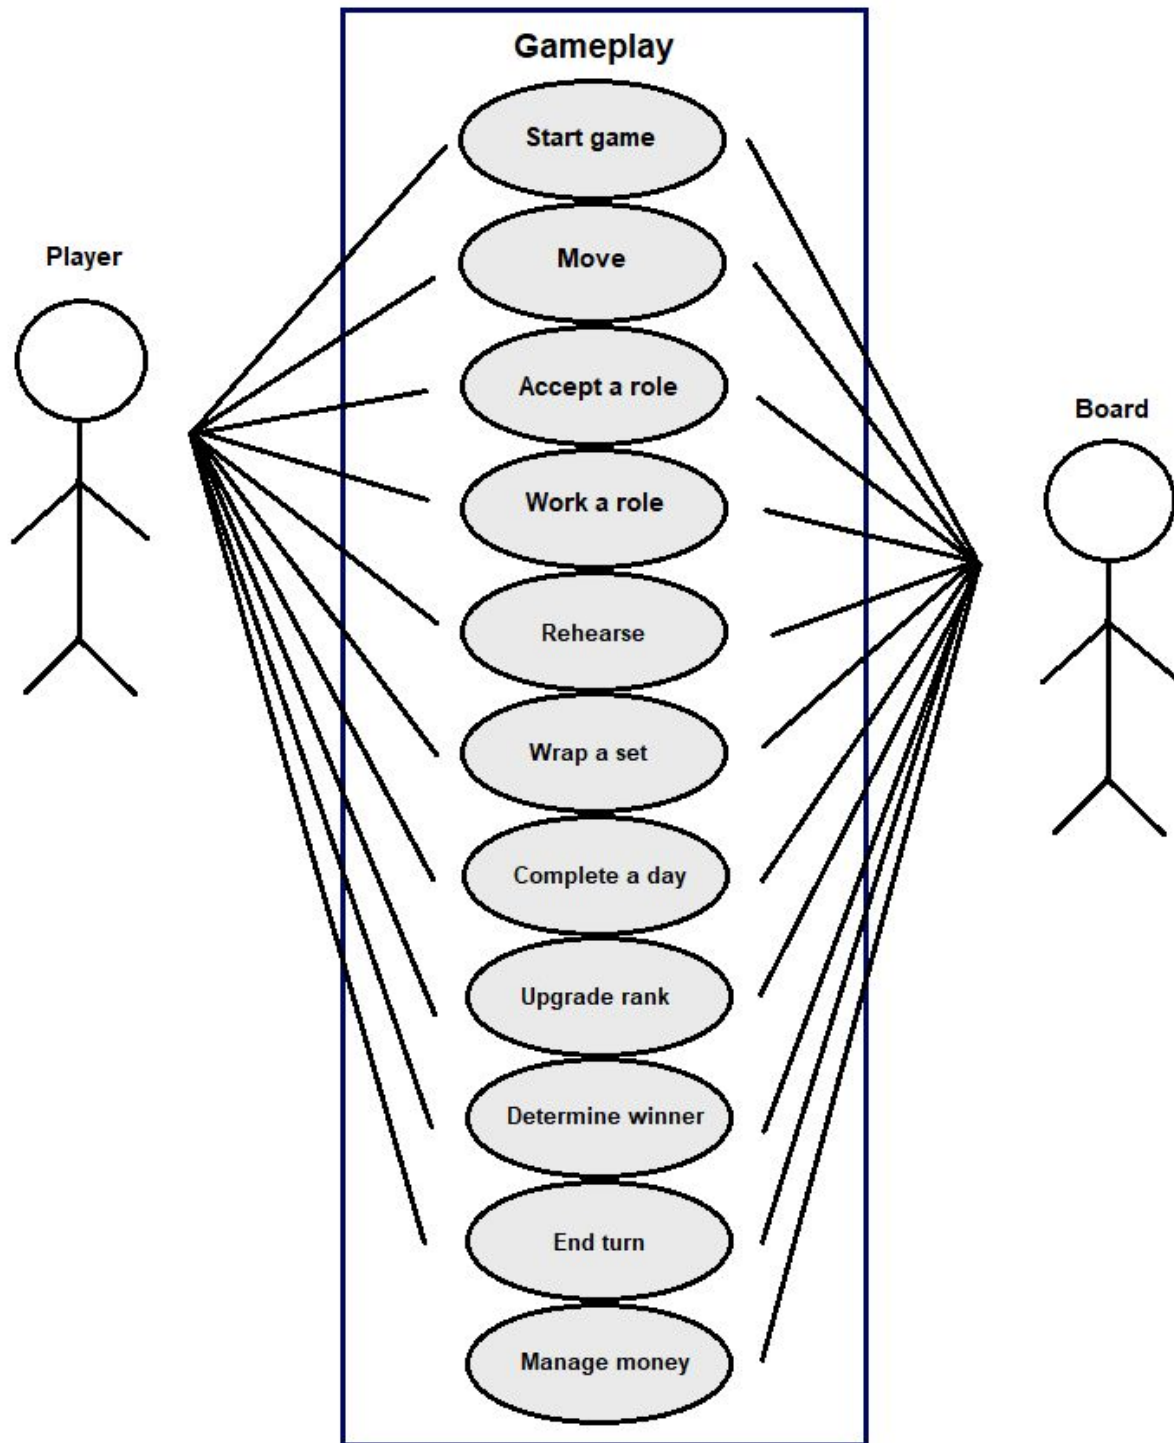 Gameplay
Start game
Move
Player
Accept a role
Board
Work a role
Rehearse
Wrap a set
Complete a day
Upgrade rank
Determine winner
End turn
Manage money